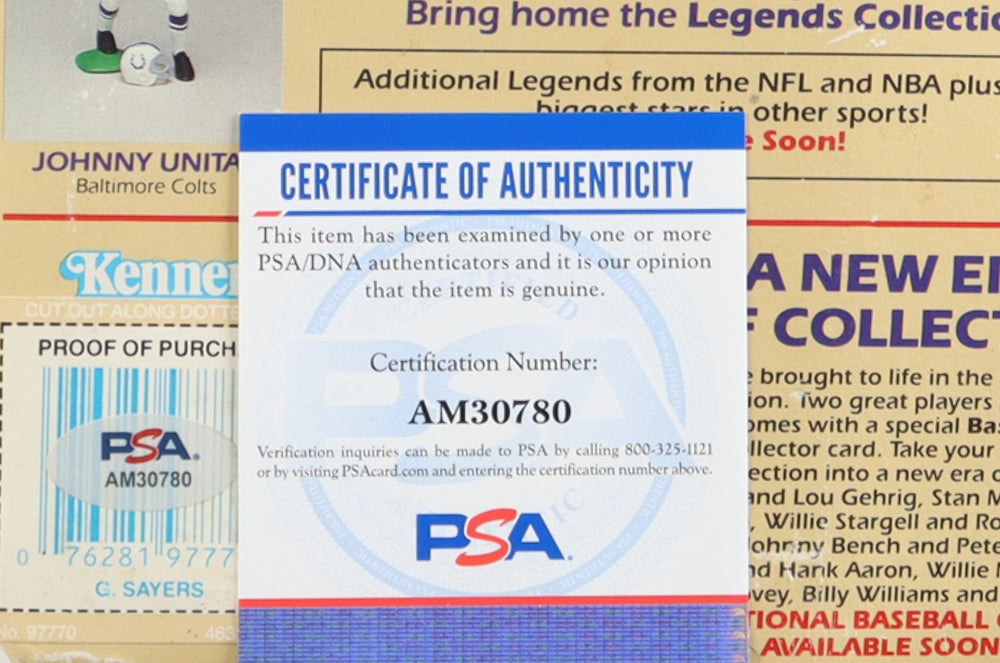 Bring home the Legends Collectio
Additional Legends from the NFL and NBA plus
biggest stars in other sports!
e Soon!
JOHNNY UNITA
Baltimore Colts
Kenner
CUT OUT ALONG DOTTE
PROOF OF PURCH
PSA.
AM30780
0 76281 9777
G. SAYERS
No. 97770 463
CERTIFICATE OF AUTHENTICITY
This item has been examined by one or more
PSA/DNA authenticators and it is our opinion
that the item is genuine.
Certification Number:
AM30780
Verification inquiries can be made to PSA by calling 800-325-1121
or by visiting PSAcard.com and entering the certification number above.
PSA.
A NEW E
F COLLECT
e brought to life in the
ion. Two great players
omes with a special Ba
llector card. Take your
ection into a new era o
and Lou Gehrig, Stan M
, Willie Stargell and Ro
Johnny Bench and Pete
nd Hank Aaron, Willie
vey, Billy Williams and
TIONAL BASEBALL
AVAILABLE SOON